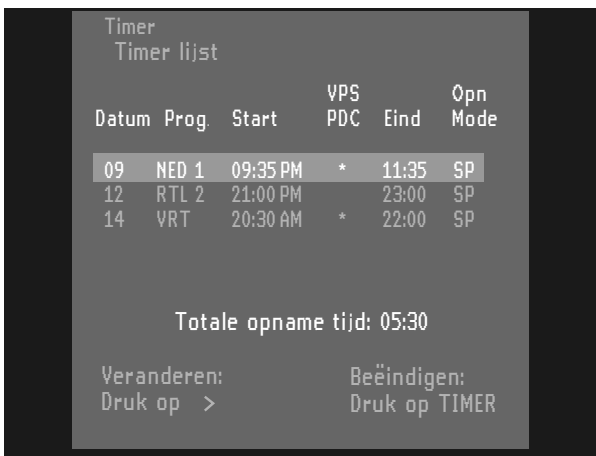 Timer
Timer lijst
VPS Opn
Datum Prog. Start PDC Eind Mode
09 NED 1 09:35 PM * 11:35 SP
12 RTL 2 21:00 PM 23:00 SP
14 VRT 20:30 AM * 22:00 SP
Totale opname tijd: 05:30
Veranderen: Beëindigen:
Druk op > Druk op TIMER